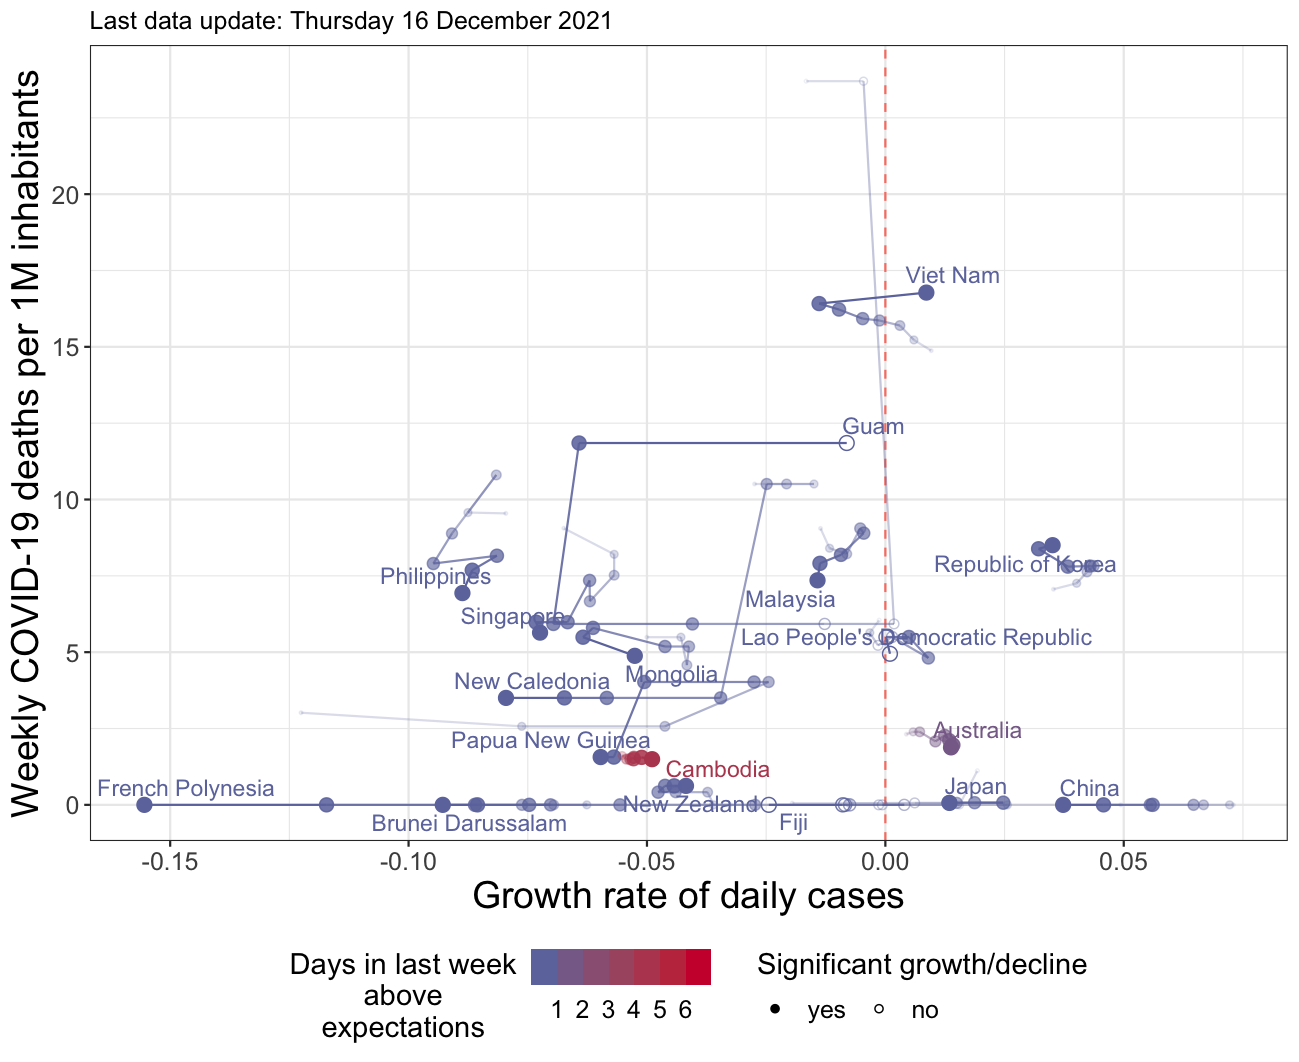 Last data update: Thursday 16 December 2021
Weekly COVID-19 deaths per 1M inhabitants
20
15
10
5
0
Viet Nam
Guam
Republic of Korea
Philippines
Malaysia
Singapore
Lao People's Democratic Republic
Mongolia
New Caledonia
Australia
Papua New Guinea
Cambodia
French Polynesia
Japan
China
New Zealand
Brunei Darussalam
Fiji
-0.15
-0.10
-0.05
0.00
0.05
Growth rate of daily cases
Days in last week
above
expectations
1 2 3 4 5 6
Significant growth/decline
yes
no